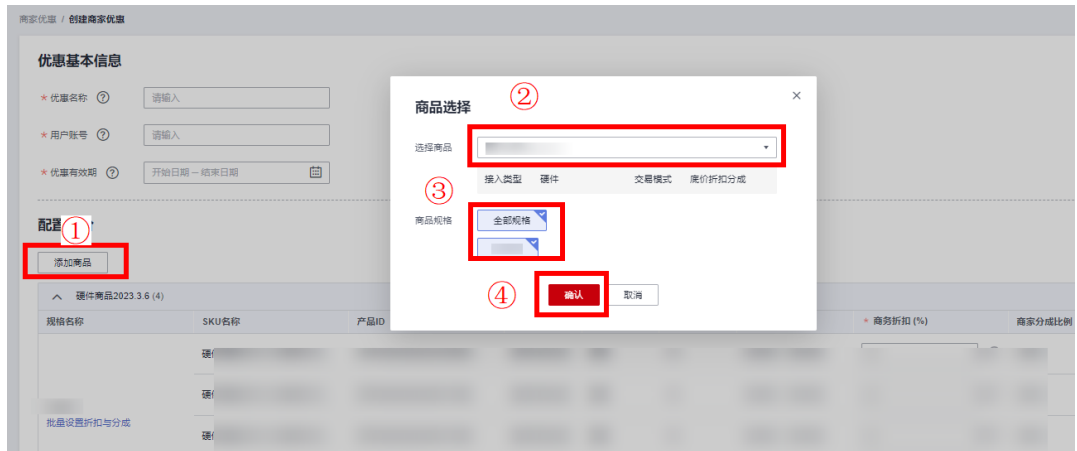 商家优惠 / 创建商家优惠
优惠基本信息
* 优惠名称 ? 请输入
* 用户账号 ? 请输入
* 优惠有效期 ? 开始日期 – 结束日期
配置
①
添加商品
硬件商品2023.3.6 (4)
规格名称 SKU名称 产品ID * 商务折扣 (%) 商家分成比例
硬
硬
批量设置折扣与分成
硬
商品选择
②
×
选择商品
接入类型 硬件 交易模式 底价折扣分成
③
商品规格 全部规格
④
确认 取消